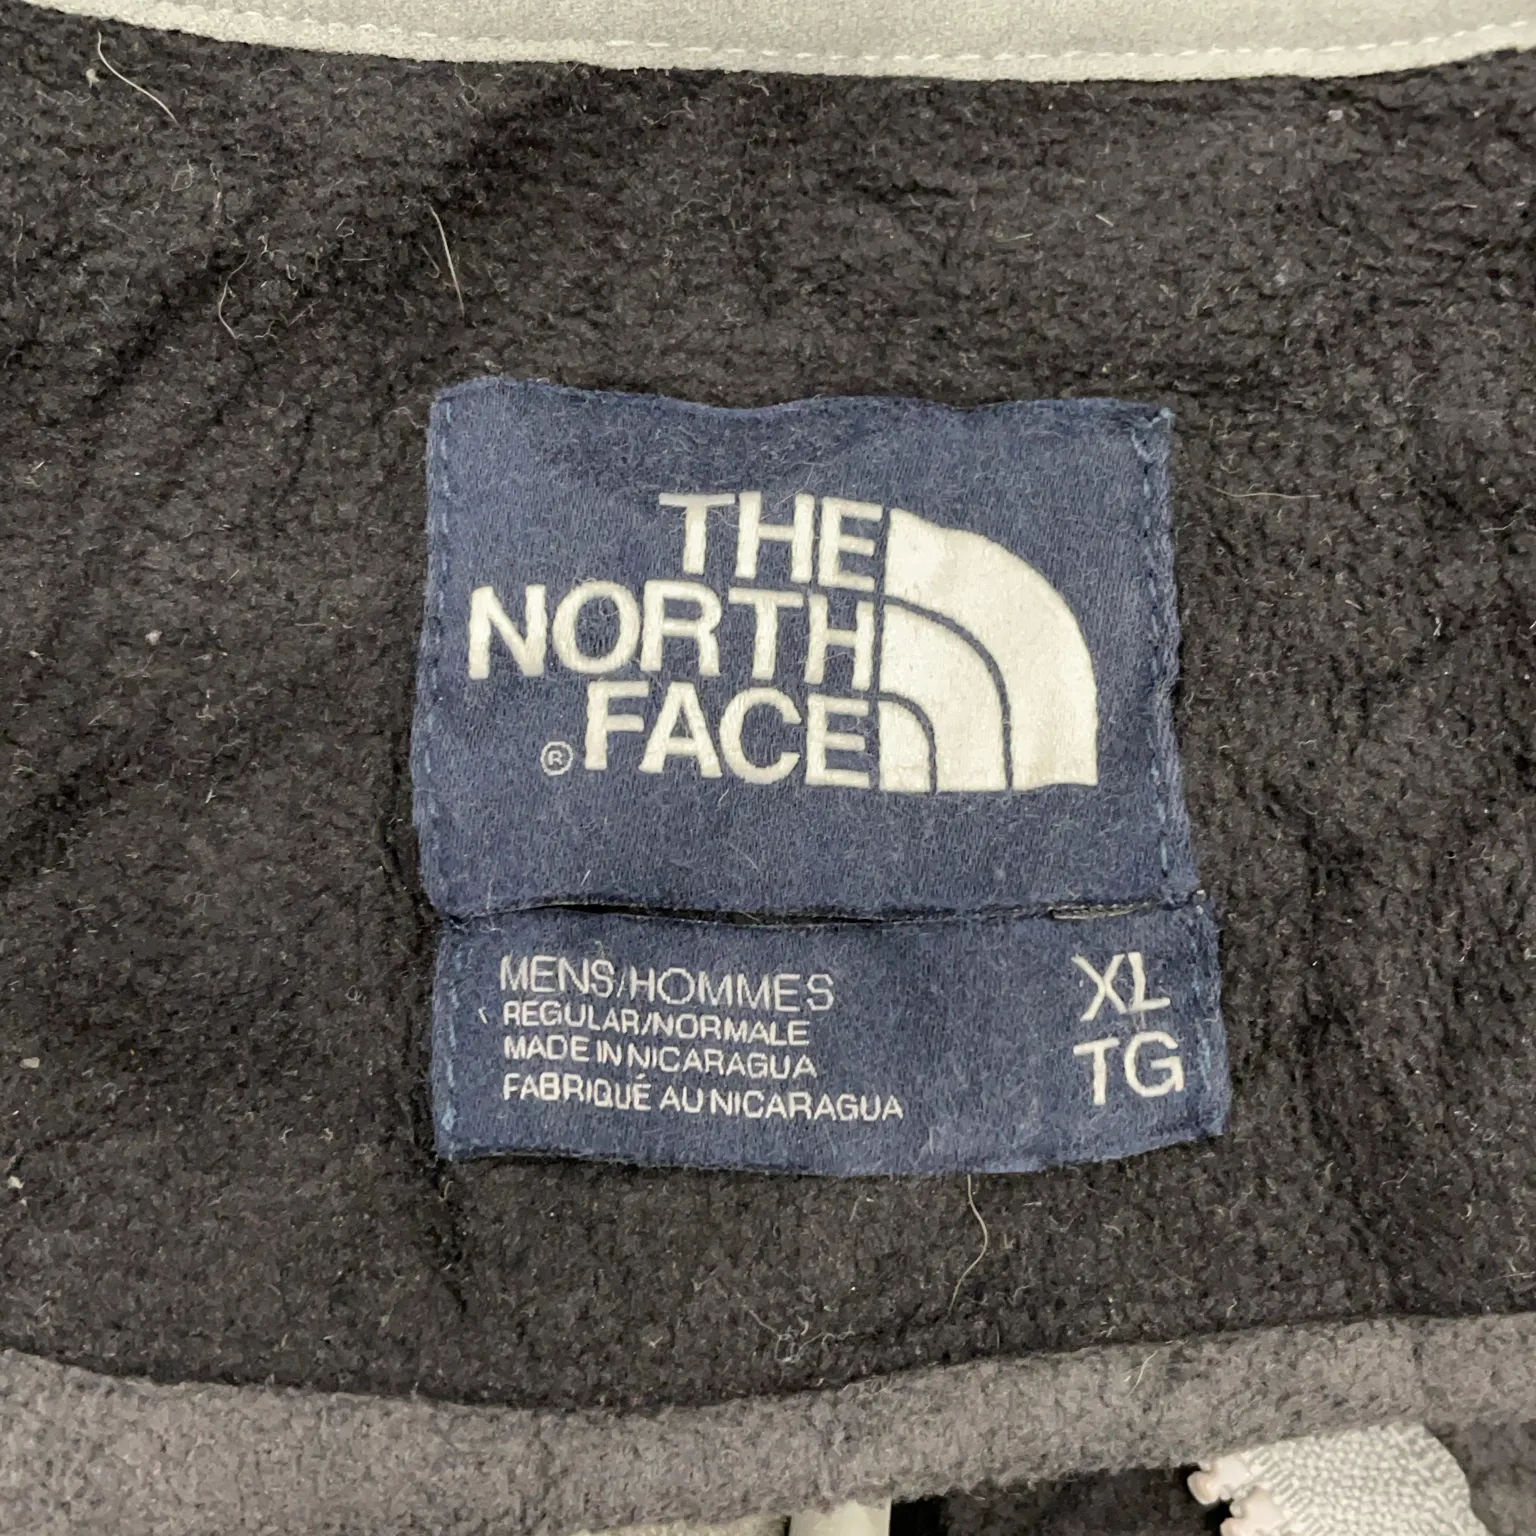 THE
NORTH
® FACE
MENS/HOMMES
REGULAR/NORMALE
MADE IN NICARAGUA
FABRIQUÉ AU NICARAGUA
XL
TG